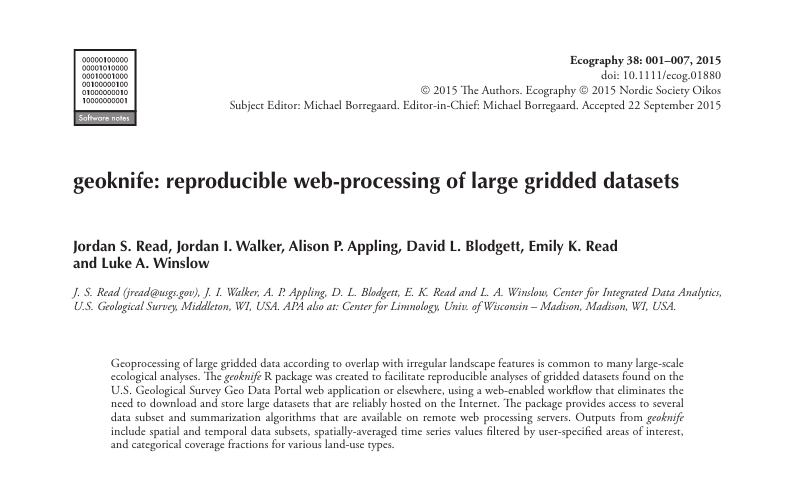 00000100000
00001010000
00010001000
00100000100
01000000010
10000000001
Software notes
Ecography 38: 001–007, 2015
doi: 10.1111/ecog.01880
© 2015 The Authors. Ecography © 2015 Nordic Society Oikos
Subject Editor: Michael Borregaard. Editor-in-Chief: Michael Borregaard. Accepted 22 September 2015
geoknife: reproducible web-processing of large gridded datasets
Jordan S. Read, Jordan I. Walker, Alison P. Appling, David L. Blodgett, Emily K. Read
and Luke A. Winslow
J. S. Read (jread@usgs.gov), J. I. Walker, A. P. Appling, D. L. Blodgett, E. K. Read and L. A. Winslow, Center for Integrated Data Analytics,
U.S. Geological Survey, Middleton, WI, USA. APA also at: Center for Limnology, Univ. of Wisconsin – Madison, Madison, WI, USA.
Geoprocessing of large gridded data according to overlap with irregular landscape features is common to many large-scale
ecological analyses. The geoknife R package was created to facilitate reproducible analyses of gridded datasets found on the
U.S. Geological Survey Geo Data Portal web application or elsewhere, using a web-enabled workflow that eliminates the
need to download and store large datasets that are reliably hosted on the Internet. The package provides access to several
data subset and summarization algorithms that are available on remote web processing servers. Outputs from geoknife
include spatial and temporal data subsets, spatially-averaged time series values filtered by user-specified areas of interest,
and categorical coverage fractions for various land-use types.